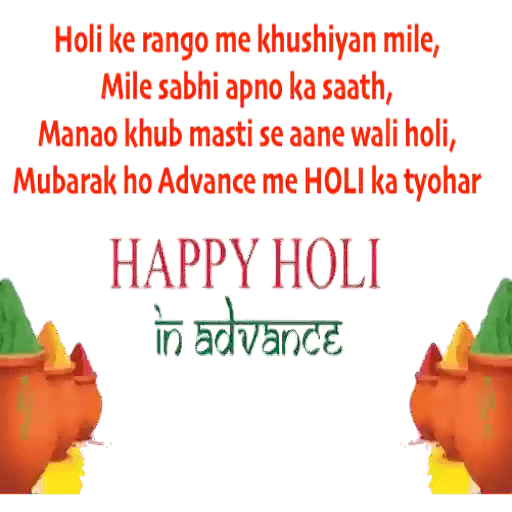 Holi ke rango me khushiyan mile,
Mile sabhi apno ka saath,
Manao khub masti se aane wali holi,
Mubarak ho Advance me HOLI ka tyohar
HAPPY HOLI
in advance